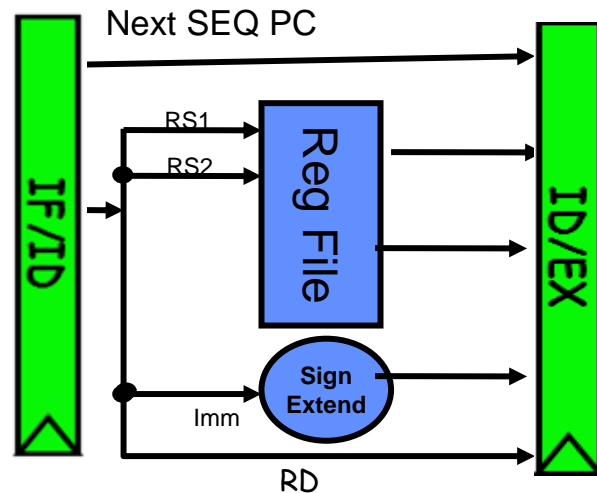 Next SEQ PC
IF/ID
RS1
RS2
Reg File
ID/EX
Sign
Extend
Imm
RD